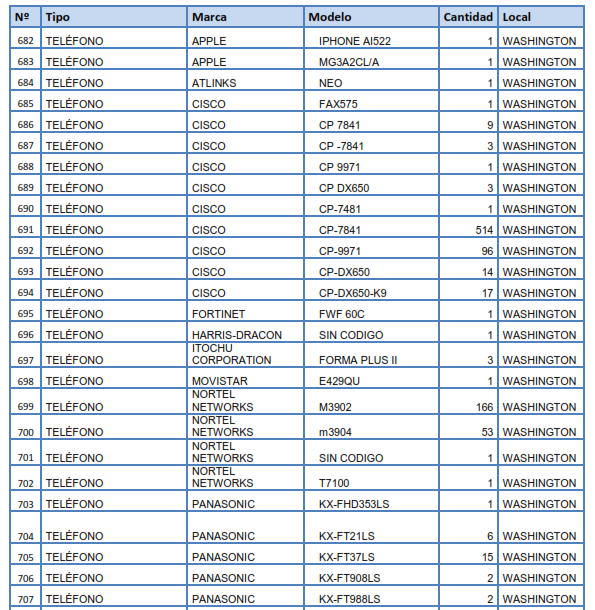 Nº Tipo Marca Modelo Cantidad Local
682 TELÉFONO APPLE IPHONE AI522 1 WASHINGTON
683 TELÉFONO APPLE MG3A2CL/A 1 WASHINGTON
684 TELÉFONO ATLINKS NEO 1 WASHINGTON
685 TELÉFONO CISCO FAX575 1 WASHINGTON
686 TELÉFONO CISCO CP 7841 9 WASHINGTON
687 TELÉFONO CISCO CP -7841 3 WASHINGTON
688 TELÉFONO CISCO CP 9971 1 WASHINGTON
689 TELÉFONO CISCO CP DX650 3 WASHINGTON
690 TELÉFONO CISCO CP-7481 1 WASHINGTON
691 TELÉFONO CISCO CP-7841 514 WASHINGTON
692 TELÉFONO CISCO CP-9971 96 WASHINGTON
693 TELÉFONO CISCO CP-DX650 14 WASHINGTON
694 TELÉFONO CISCO CP-DX650-K9 17 WASHINGTON
695 TELÉFONO FORTINET FWF 60C 1 WASHINGTON
696 TELÉFONO HARRIS-DRACON SIN CODIGO 1 WASHINGTON
ITOCHU
697 TELÉFONO CORPORATION FORMA PLUS II 3 WASHINGTON
698 TELÉFONO MOVISTAR E429QU 1 WASHINGTON
NORTEL
699 TELÉFONO NETWORKS M3902 166 WASHINGTON
NORTEL
700 TELÉFONO NETWORKS m3904 53 WASHINGTON
NORTEL
701 TELÉFONO NETWORKS SIN CODIGO 1 WASHINGTON
NORTEL
702 TELÉFONO NETWORKS T7100 1 WASHINGTON
703 TELÉFONO PANASONIC KX-FHD353LS 1 WASHINGTON
704 TELÉFONO PANASONIC KX-FT21LS 6 WASHINGTON
705 TELÉFONO PANASONIC KX-FT37LS 15 WASHINGTON
706 TELÉFONO PANASONIC KX-FT908LS 2 WASHINGTON
707 TELÉFONO PANASONIC KX-FT988LS 2 WASHINGTON